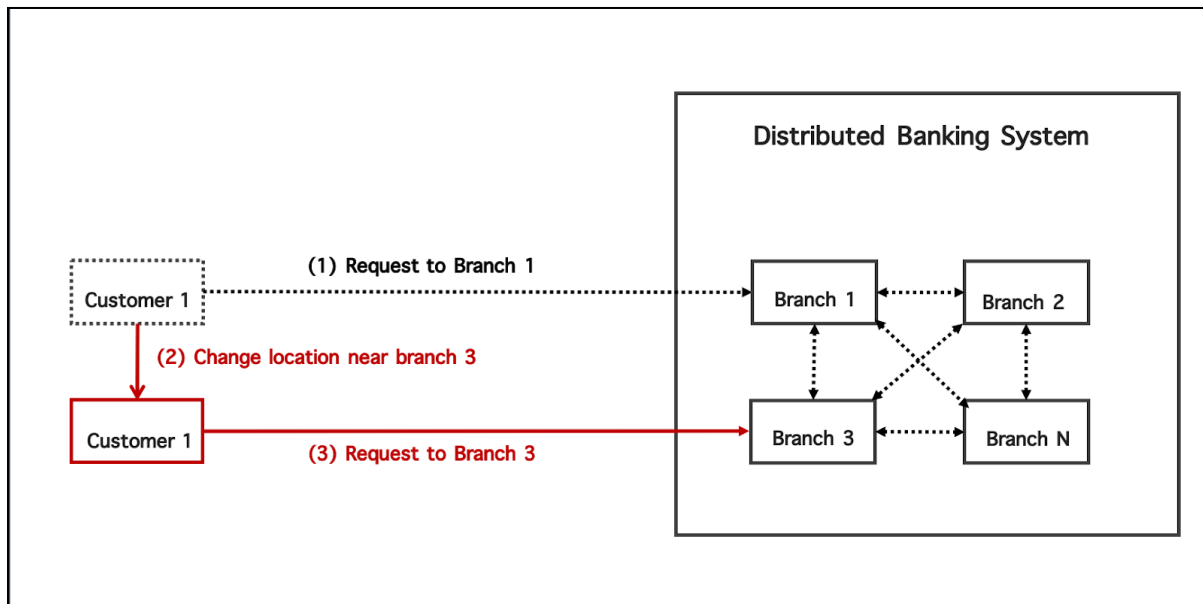 Distributed Banking System
(1) Request to Branch 1
Customer 1
Branch 1
Branch 2
(2) Change location near branch 3
Customer 1
Branch 3
Branch N
(3) Request to Branch 3